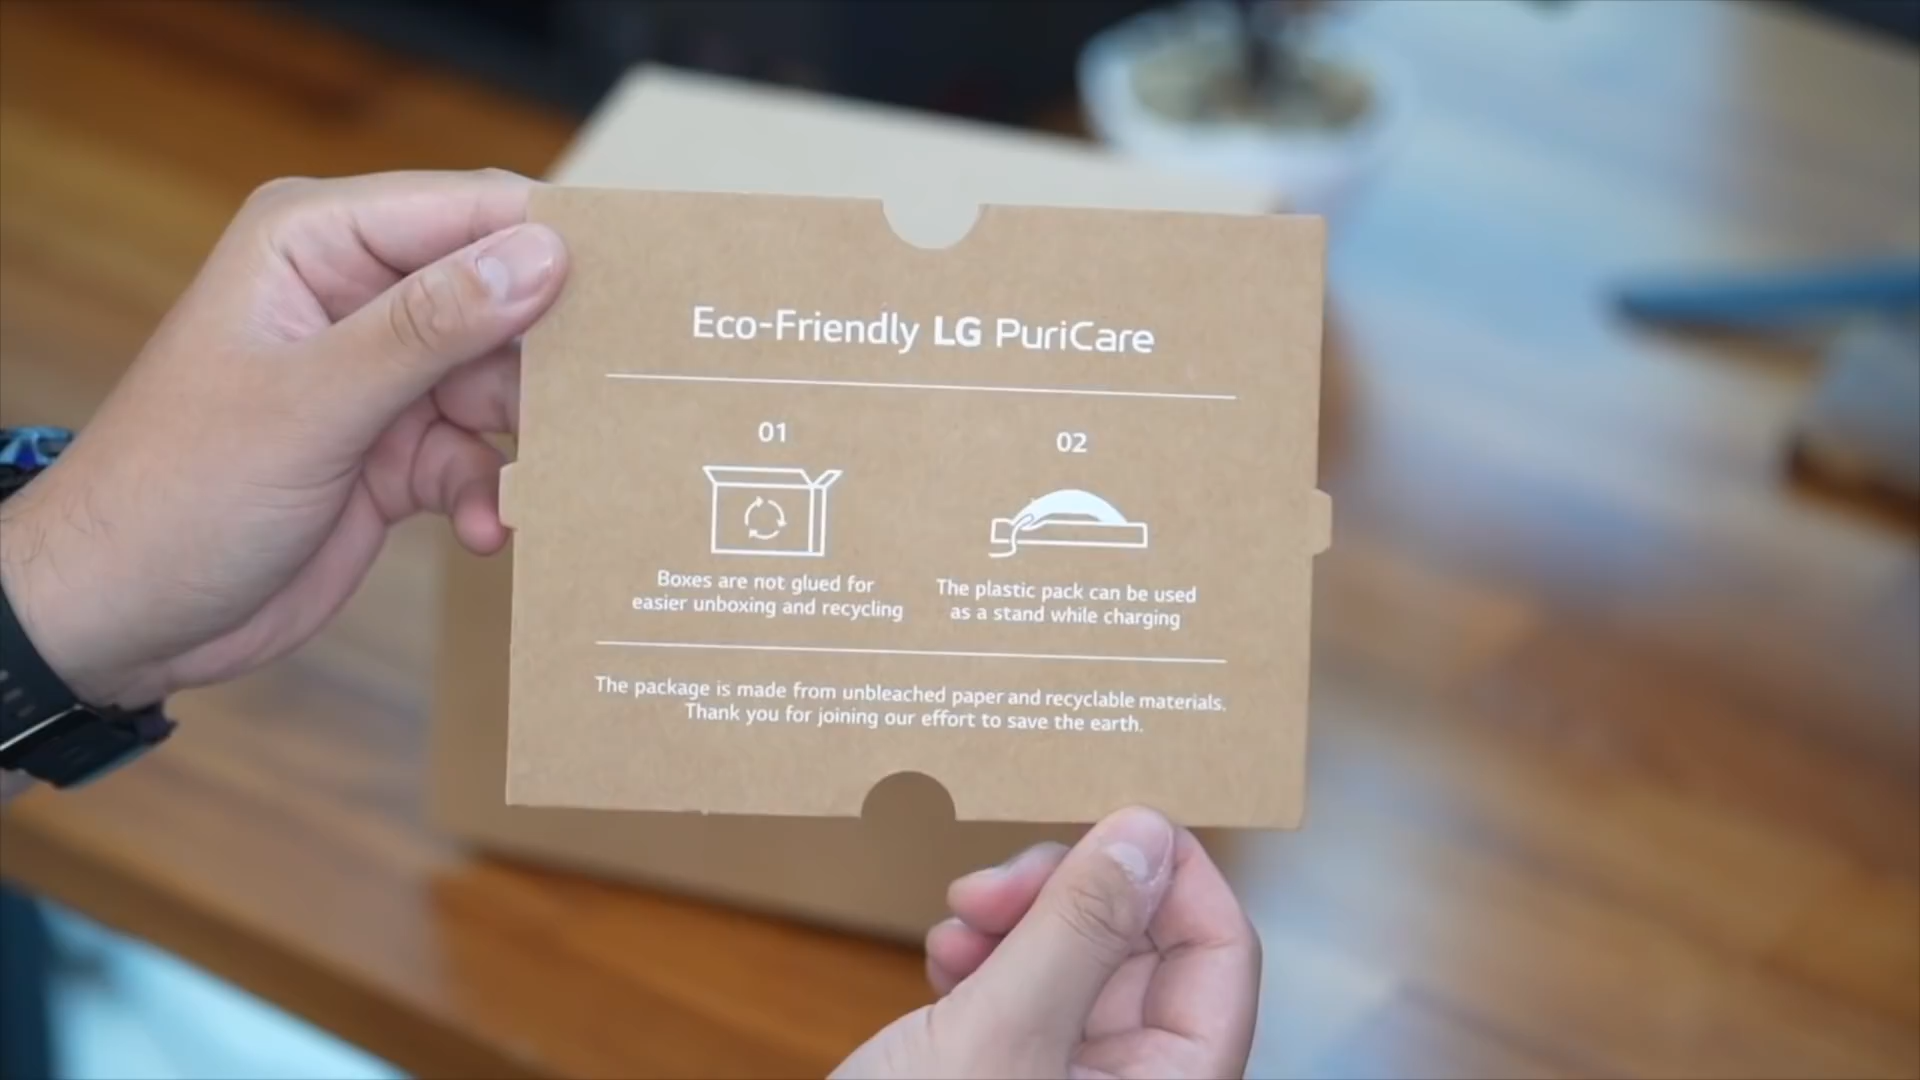 Eco-Friendly LG PuriCare
01
Boxes are not glued for
easier unboxing and recycling
02
The plastic pack can be used
as a stand while charging
The package is made from unbleached paper and recyclable materials.
Thank you for joining our effort to save the earth.